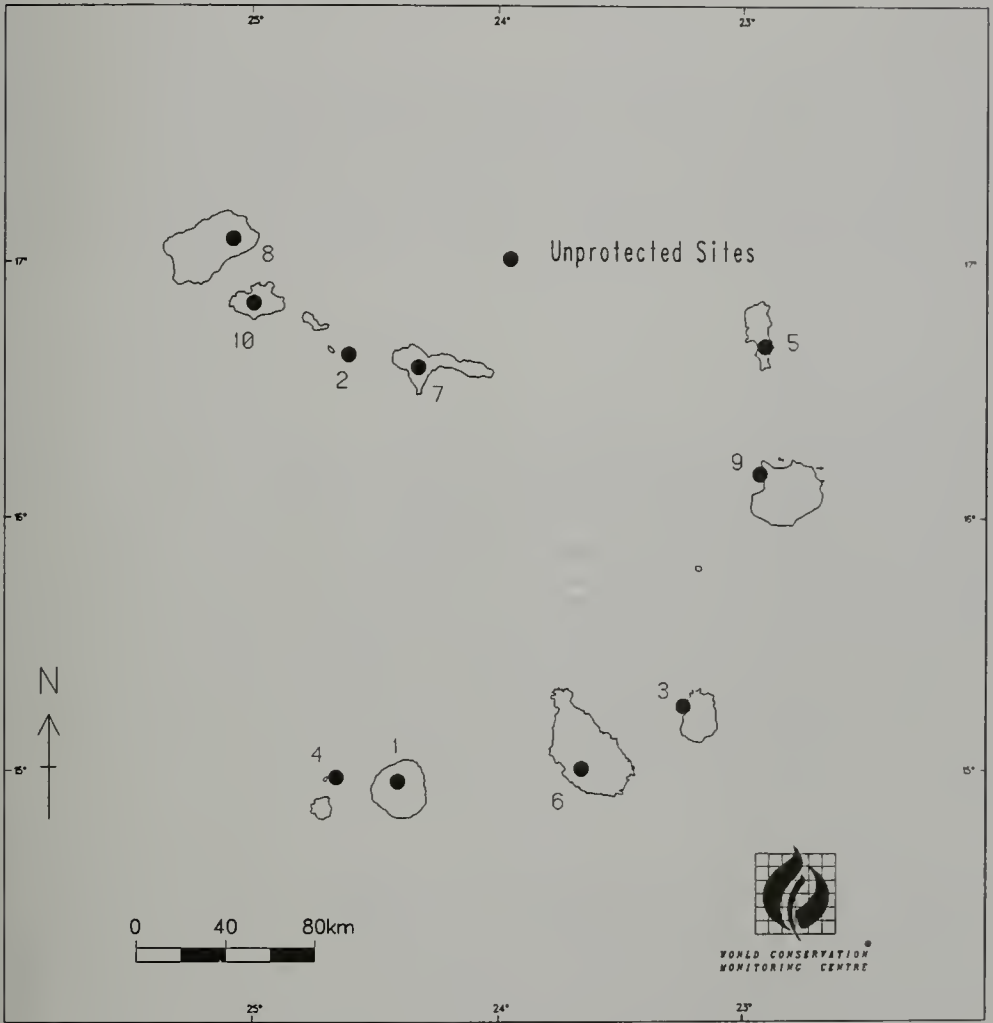 25° 24° 23°
8
17° Unprotected Sites 17°
10
2
7
5
9
16° 16°
N
3
4 1
15° 15°
6
0 40 80km
WORLD CONSERVATION
MONITORING CENTRE
25° 24° 23°